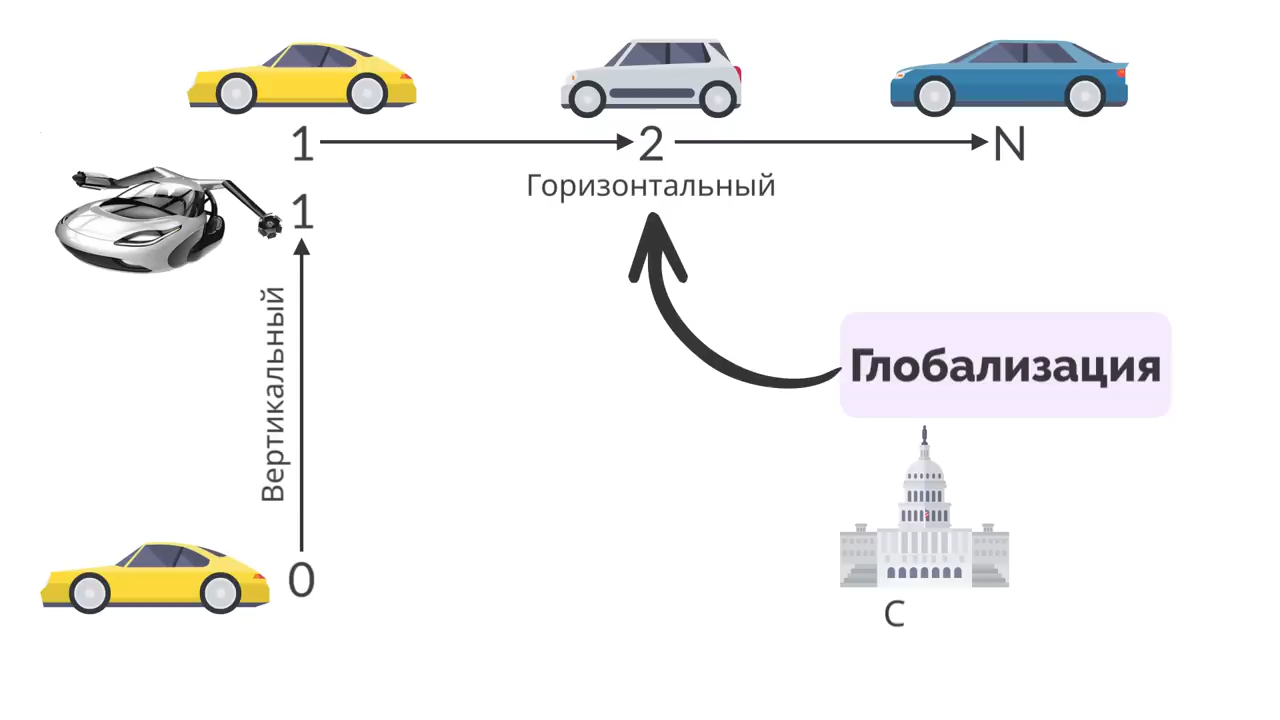 1 2 N
Горизонтальный
1
Вертикальный
Глобализация
0
С